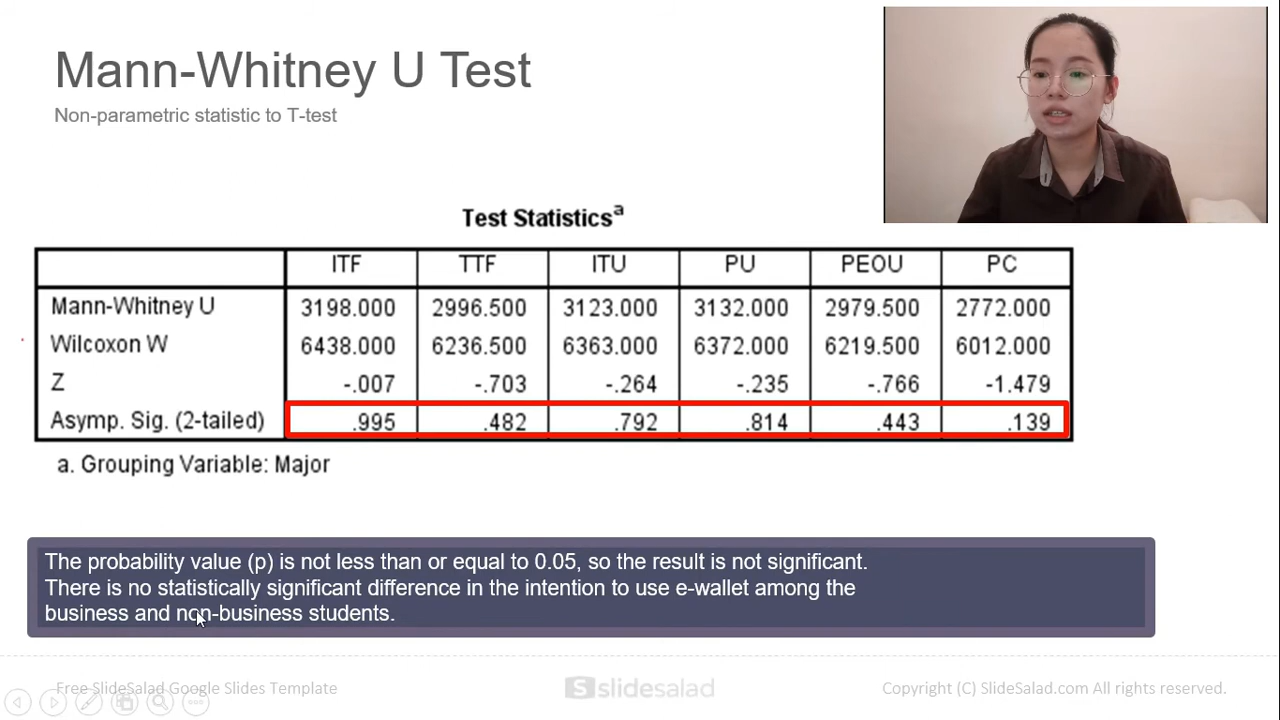 Mann-Whitney U Test
Non-parametric statistic to T-test
Test Statisticsa
ITF TTF ITU PU PEOU PC
Mann-Whitney U 3198.000 2996.500 3123.000 3132.000 2979.500 2772.000
Wilcoxon W 6438.000 6236.500 6363.000 6372.000 6219.500 6012.000
Z -.007 -.703 -.264 -.235 -.766 -1.479
Asymp. Sig. (2-tailed) .995 .482 .792 .814 .443 .139
a. Grouping Variable: Major
The probability value (p) is not less than or equal to 0.05, so the result is not significant.
There is no statistically significant difference in the intention to use e-wallet among the
business and non-business students.
Free SlideSalad Google Slides Template
slidesalad
Copyright (C) SlideSalad.com All rights reserved.